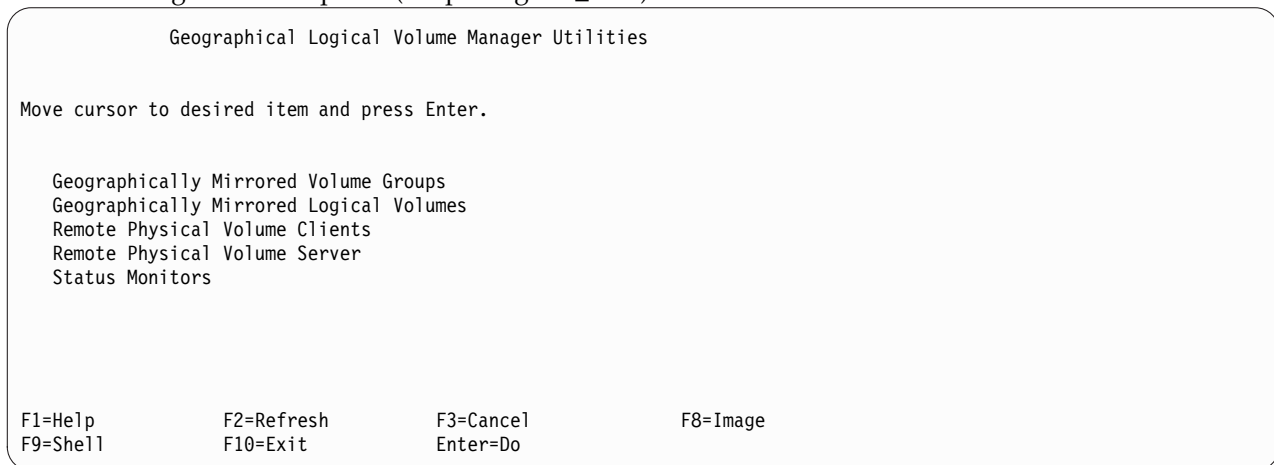 Geographical Logical Volume Manager Utilities
Move cursor to desired item and press Enter.
Geographically Mirrored Volume Groups
Geographically Mirrored Logical Volumes
Remote Physical Volume Clients
Remote Physical Volume Server
Status Monitors
F1=Help F2=Refresh F3=Cancel F8=Image
F9=Shell F10=Exit Enter=Do